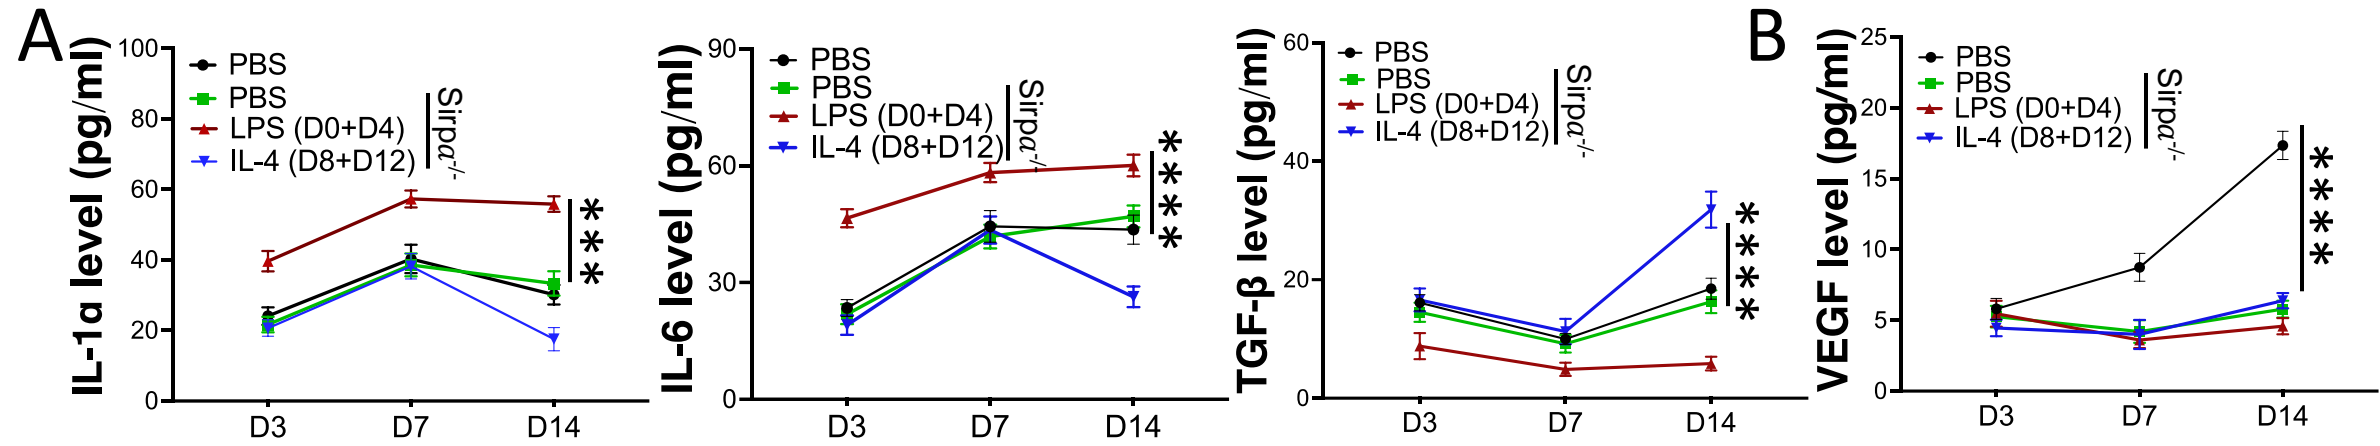 A
IL-1α level (pg/ml)
100
80
60
40
20
0
PBS
PBS
LPS (D0+D4)
IL-4 (D8+D12)
Sirpα-/-
***
D3 D7 D14
IL-6 level (pg/ml)
90
60
30
0
PBS
PBS
LPS (D0+D4)
IL-4 (D8+D12)
Sirpα-/-
****
D3 D7 D14
TGF-β level (pg/ml)
60
40
20
0
PBS
PBS
LPS (D0+D4)
IL-4 (D8+D12)
Sirpα-/-
****
D3 D7 D14
B
VEGF level (pg/ml)
25
20
15
10
5
0
PBS
PBS
LPS (D0+D4)
IL-4 (D8+D12)
Sirpα-/-
****
D3 D7 D14